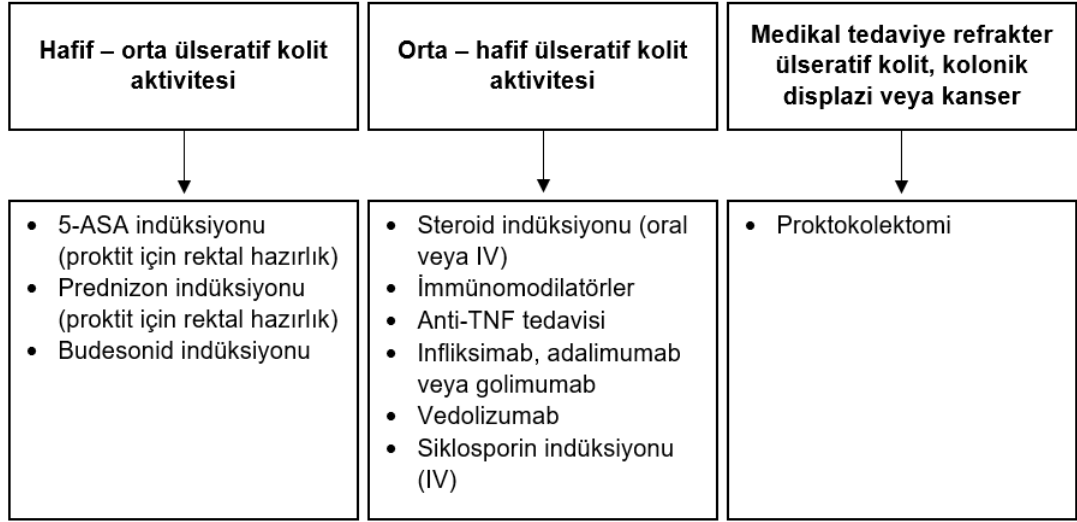 Hafif – orta ülseratif kolit
aktivitesi
Orta – hafif ülseratif kolit
aktivitesi
Medikal tedaviye refrakter
ülseratif kolit, kolonik
displazi veya kanser
• 5-ASA indüksiyonu
(proktit için rektal hazırlık)
• Prednizon indüksiyonu
(proktit için rektal hazırlık)
• Budesonid indüksiyonu
• Steroid indüksiyonu (oral
veya IV)
• İmmünomodilatörler
• Anti-TNF tedavisi
• Infliksimab, adalimumab
veya golimumab
• Vedolizumab
• Siklosporin indüksiyonu
(IV)
• Proktokolektomi